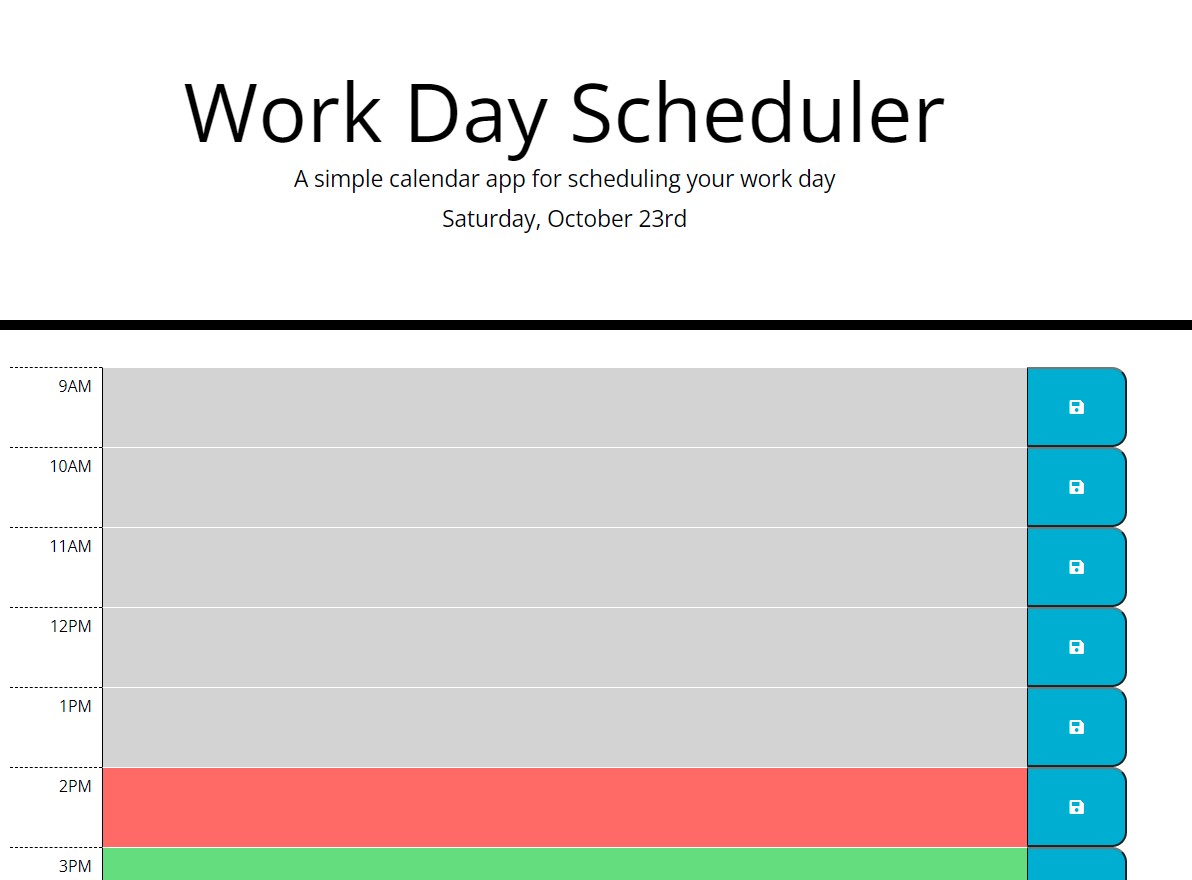 Work Day Scheduler
A simple calendar app for scheduling your work day
Saturday, October 23rd
9AM
10AM
11AM
12PM
1PM
2PM
3PM